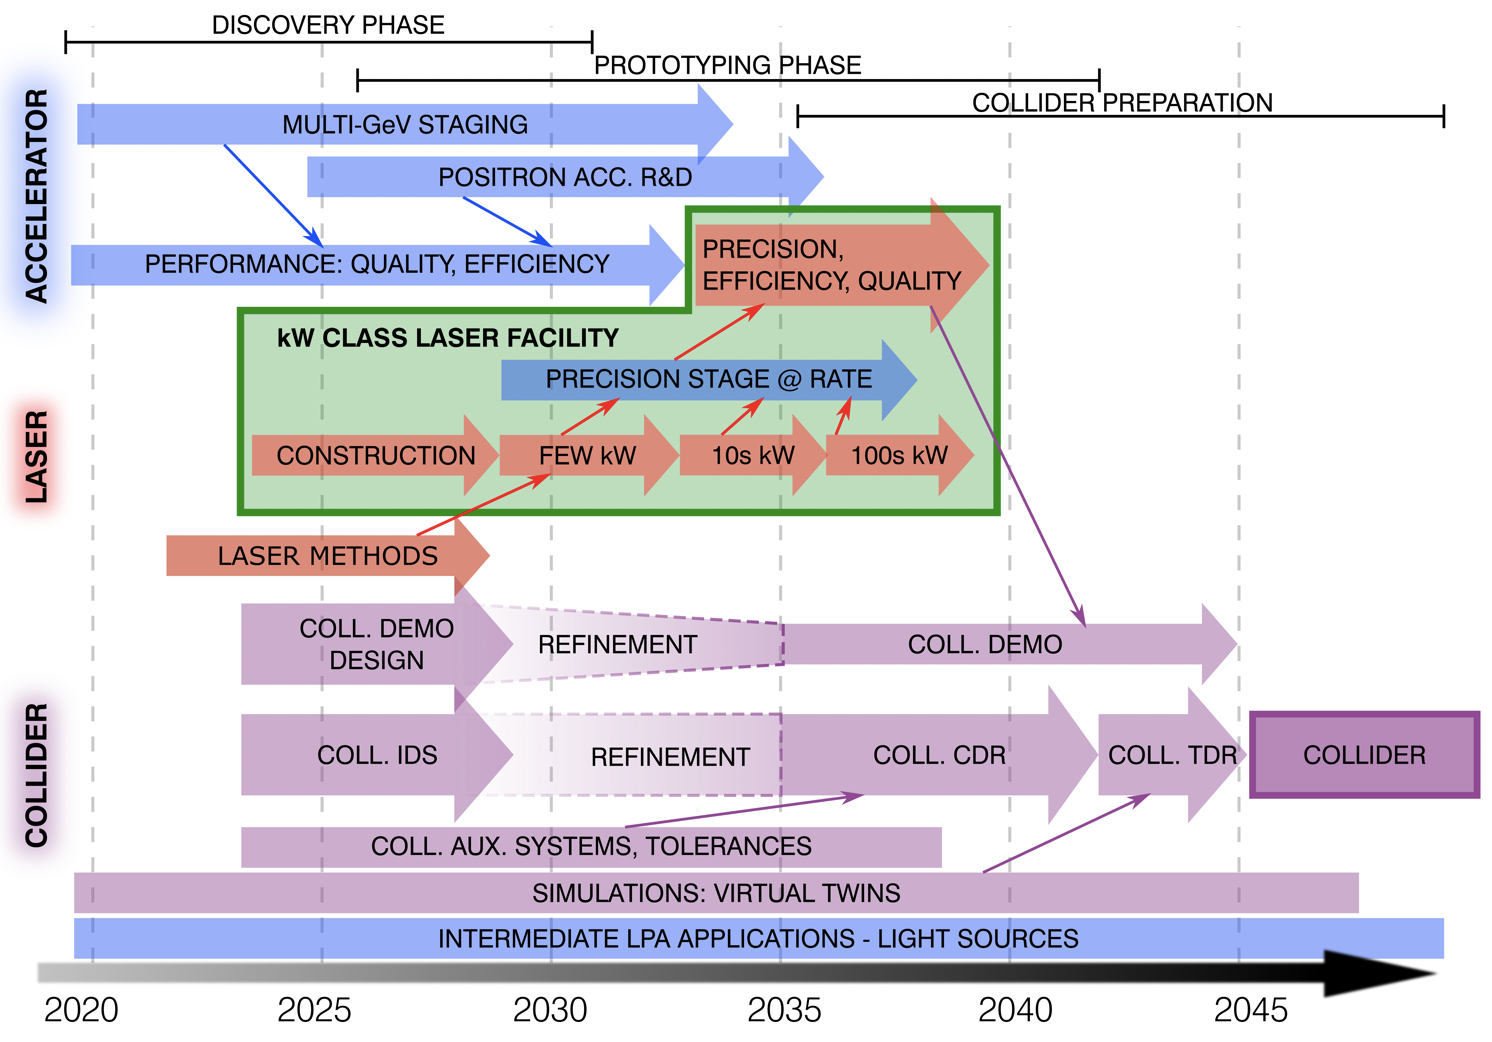 DISCOVERY PHASE
PROTOTYPING PHASE
COLLIDER PREPARATION
ACCELERATOR
MULTI-GeV STAGING
POSITRON ACC. R&D
PERFORMANCE: QUALITY, EFFICIENCY
PRECISION,
EFFICIENCY, QUALITY
kW CLASS LASER FACILITY
PRECISION STAGE @ RATE
LASER
CONSTRUCTION
FEW kW
10s kW
100s kW
LASER METHODS
COLLIDER
COLL. DEMO
DESIGN
REFINEMENT
COLL. DEMO
COLL. IDS
REFINEMENT
COLL. CDR
COLL. TDR
COLLIDER
COLL. AUX. SYSTEMS, TOLERANCES
SIMULATIONS: VIRTUAL TWINS
INTERMEDIATE LPA APPLICATIONS - LIGHT SOURCES
2020
2025
2030
2035
2040
2045